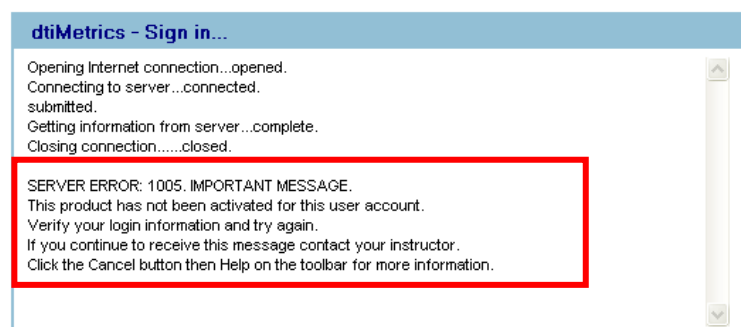 dtiMetrics - Sign in...
Opening Internet connection...opened.
Connecting to server...connected.
submitted.
Getting information from server...complete.
Closing connection......closed.
SERVER ERROR: 1005. IMPORTANT MESSAGE.
This product has not been activated for this user account.
Verify your login information and try again.
If you continue to receive this message contact your instructor.
Click the Cancel button then Help on the toolbar for more information.